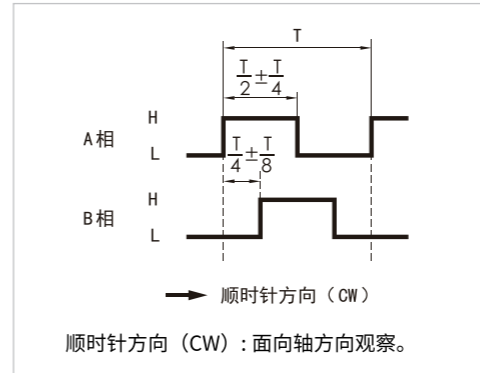 T
T/2±T/4
A相
H
L
T/4±T/8
B相
H
L
顺时针方向（CW）
顺时针方向（CW）: 面向轴方向观察。